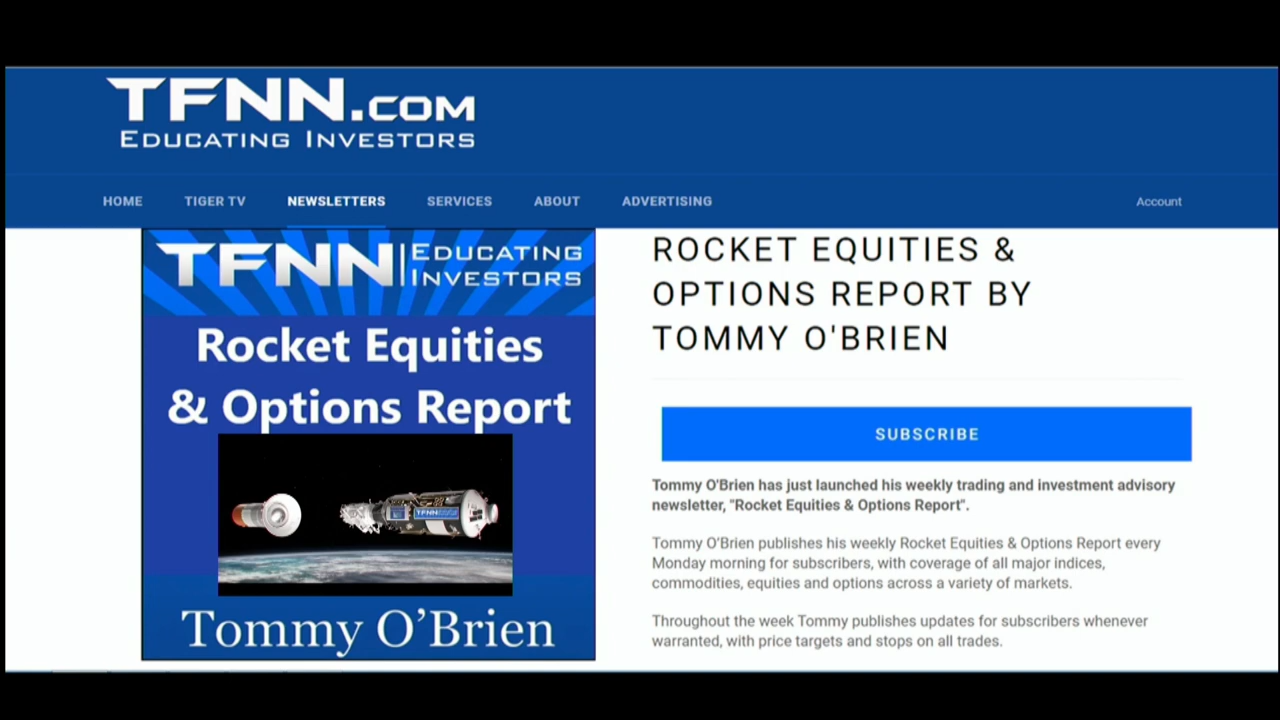 TFNN.COM
EDUCATING INVESTORS
HOME TIGER TV NEWSLETTERS SERVICES ABOUT ADVERTISING Account
TFNN | EDUCATING
INVESTORS
Rocket Equities
& Options Report
TFNN
Tommy O’Brien
ROCKET EQUITIES &
OPTIONS REPORT BY
TOMMY O'BRIEN
SUBSCRIBE
Tommy O'Brien has just launched his weekly trading and investment advisory
newsletter, "Rocket Equities & Options Report".
Tommy O'Brien publishes his weekly Rocket Equities & Options Report every
Monday morning for subscribers, with coverage of all major indices,
commodities, equities and options across a variety of markets.
Throughout the week Tommy publishes updates for subscribers whenever
warranted, with price targets and stops on all trades.